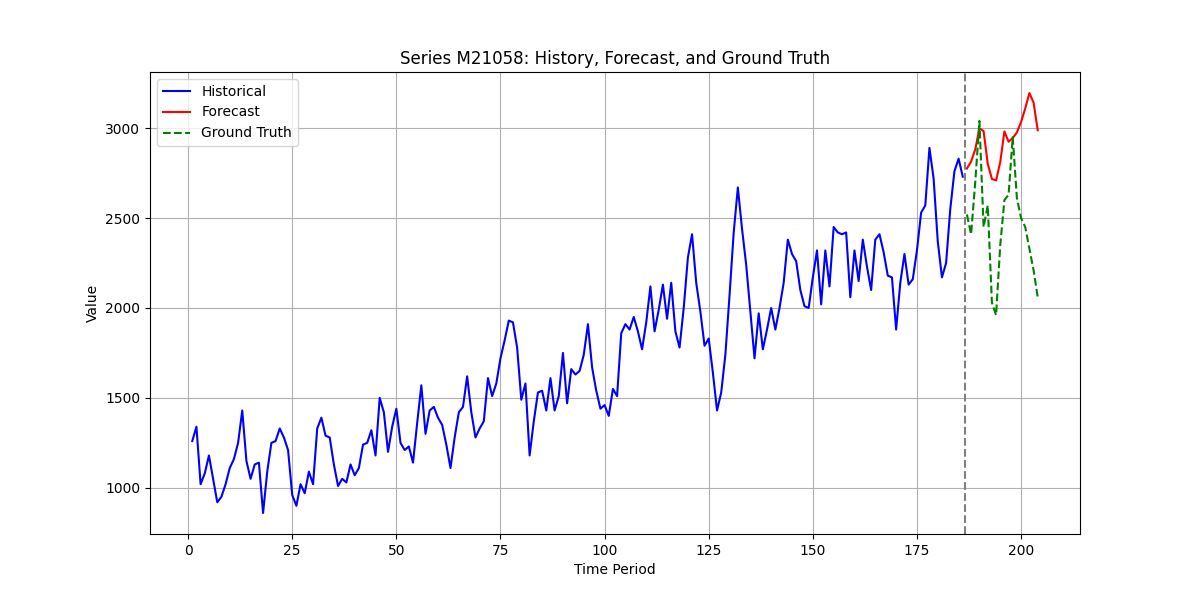 Series M21058: History, Forecast, and Ground Truth
Historical
Forecast
Ground Truth
Value
3000
2500
2000
1500
1000
0 25 50 75 100 125 150 175 200
Time Period